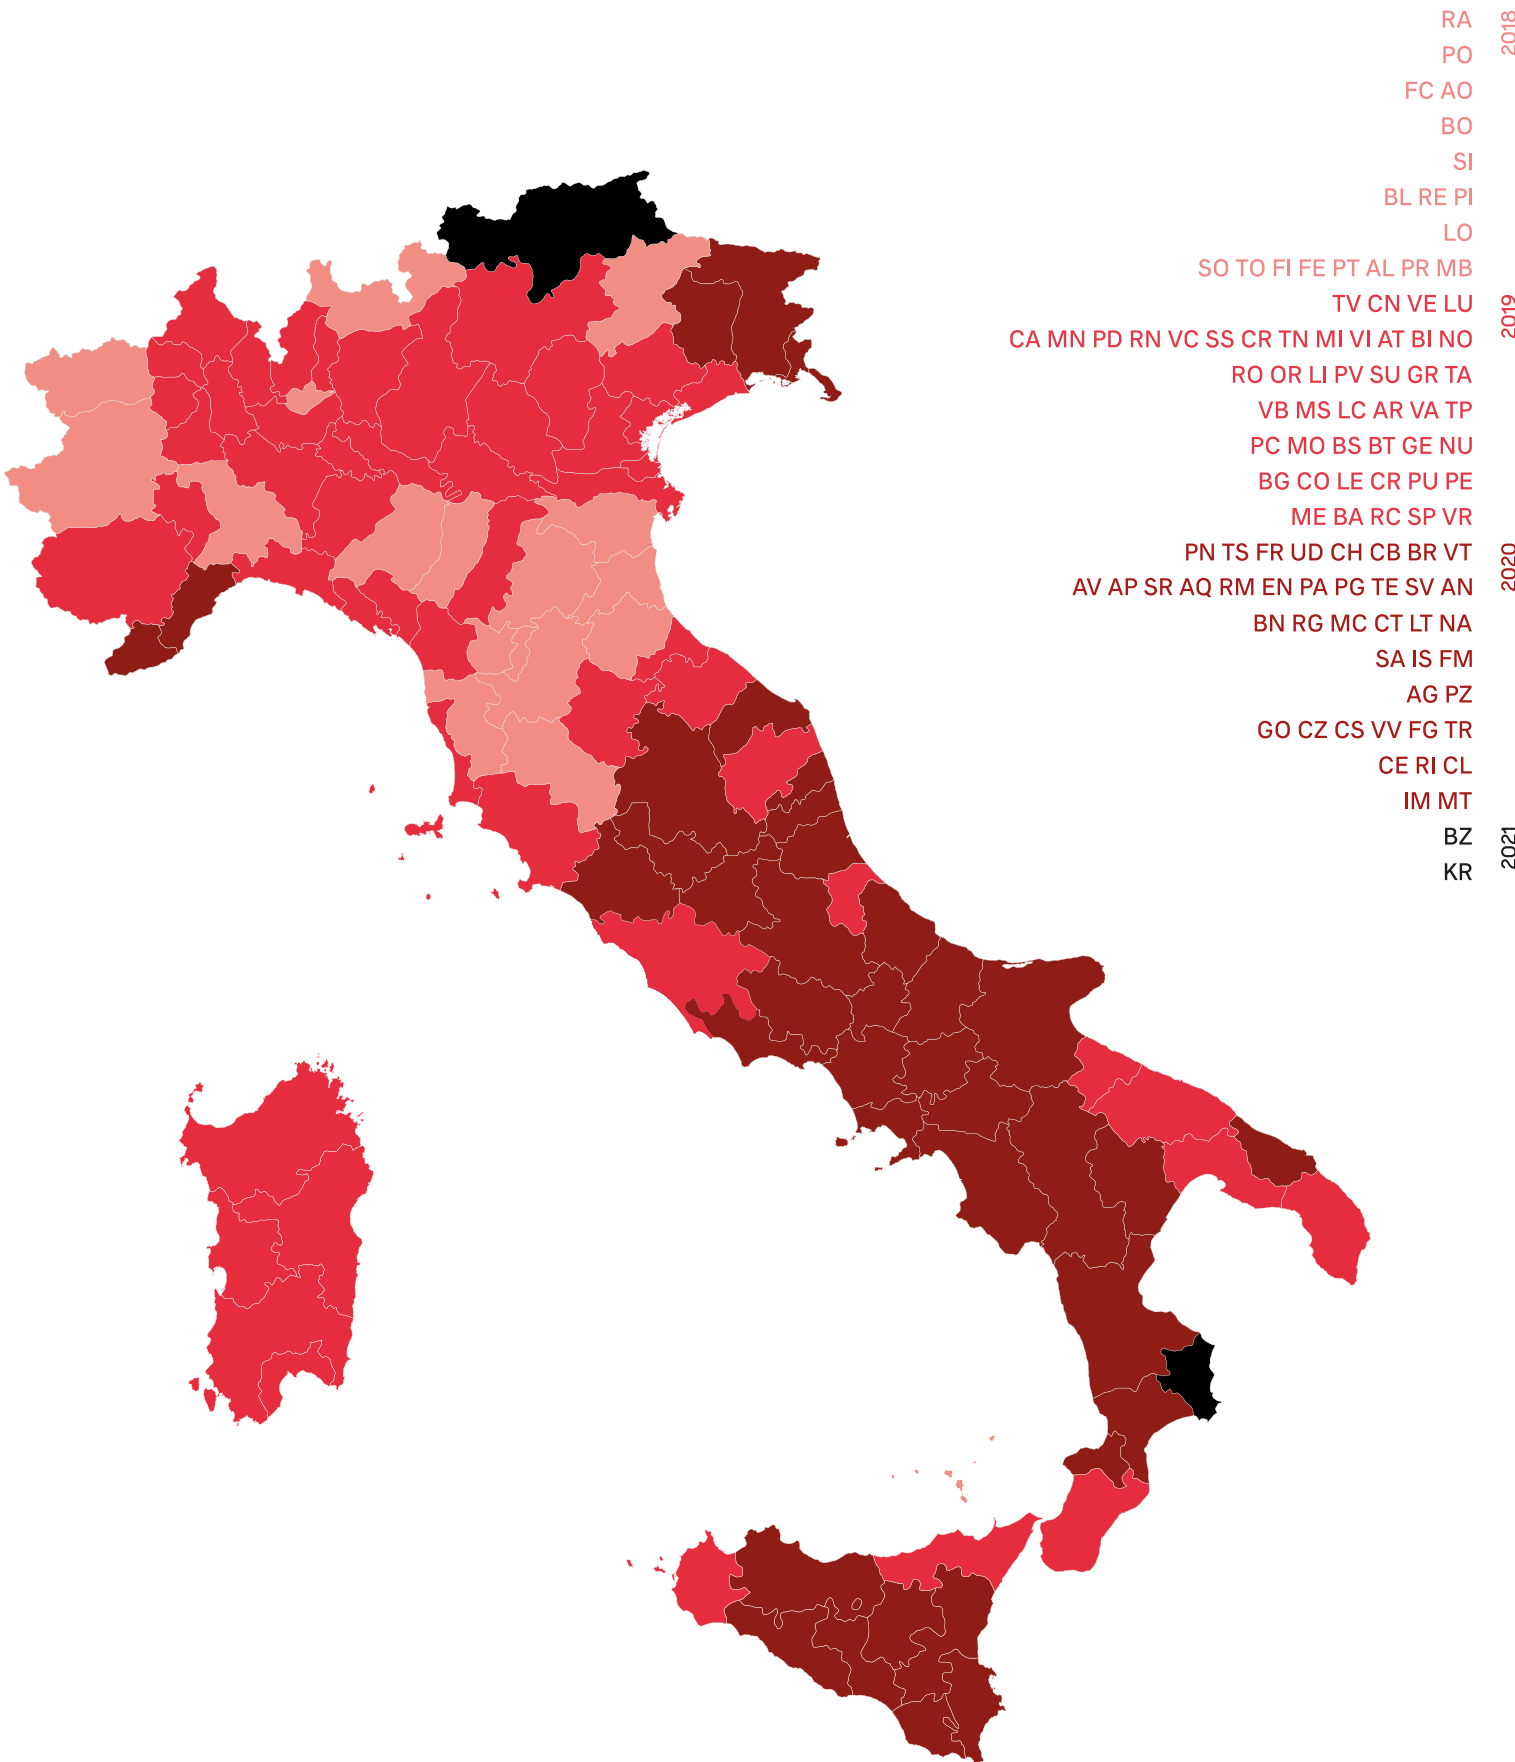 RA
2018
PO
FC AO
BO
SI
BL RE PI
LO
SO TO FI FE PT AL PR MB
TV CN VE LU
2019
CA MN PD RN VC SS CR TN MI VI AT BI NO
RO OR LI PV SU GR TA
VB MS LC AR VA TP
PC MO BS BT GE NU
BG CO LE CR PU PE
ME BA RC SP VR
PN TS FR UD CH CB BR VT
2020
AV AP SR AQ RM EN PA PG TE SV AN
BN RG MC CT LT NA
SA IS FM
AG PZ
GO CZ CS VV FG TR
CE RI CL
IM MT
BZ
2021
KR